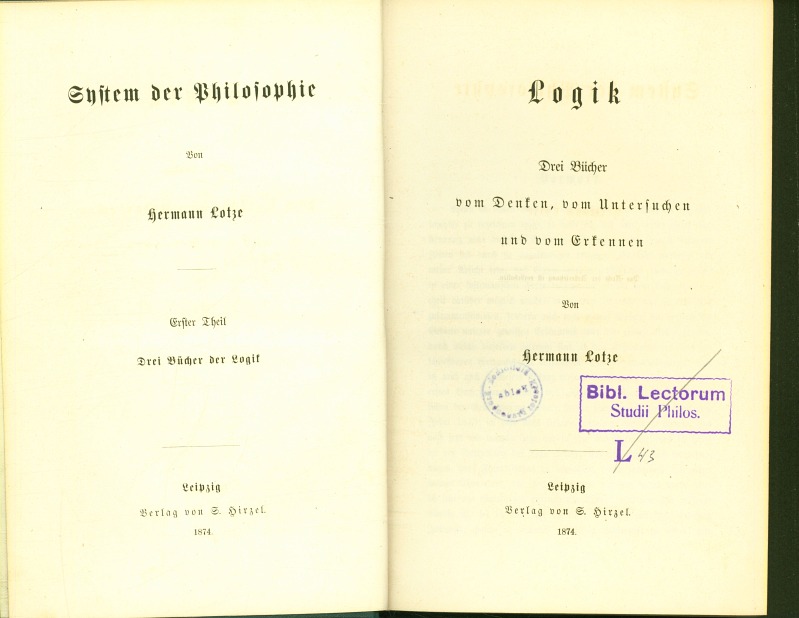 System der Philosophie
Von
Hermann Lotze
Erster Theil
Drei Bücher der Logik
Leipzig
Verlag von S. Hirzel.
1874.
Logik
Drei Bücher
vom Denken, vom Untersuchen
und vom Erkennen
Von
Hermann Lotze
Bibl. Lectorum
Studii Philos.
L 43
Leipzig
Verlag von S. Hirzel.
1874.